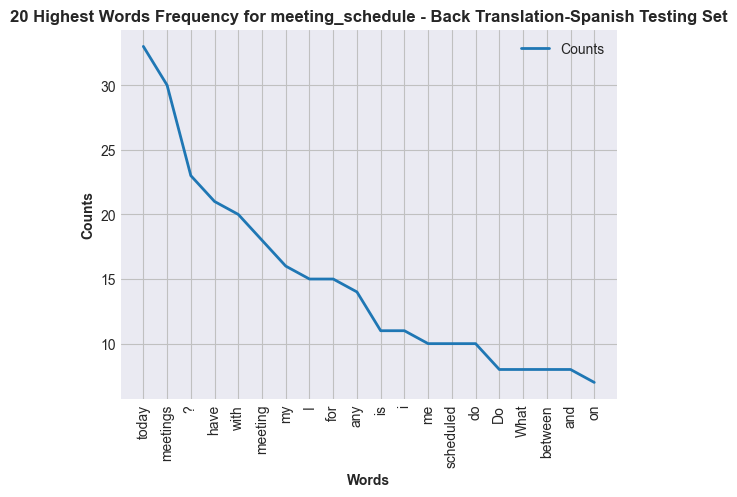 20 Highest Words Frequency for meeting_schedule - Back Translation-Spanish Testing Set
Counts
Counts
30
25
20
15
10
today
meetings
?
have
with
meeting
my
I
for
any
is
i
me
scheduled
do
Do
What
between
and
on
Words